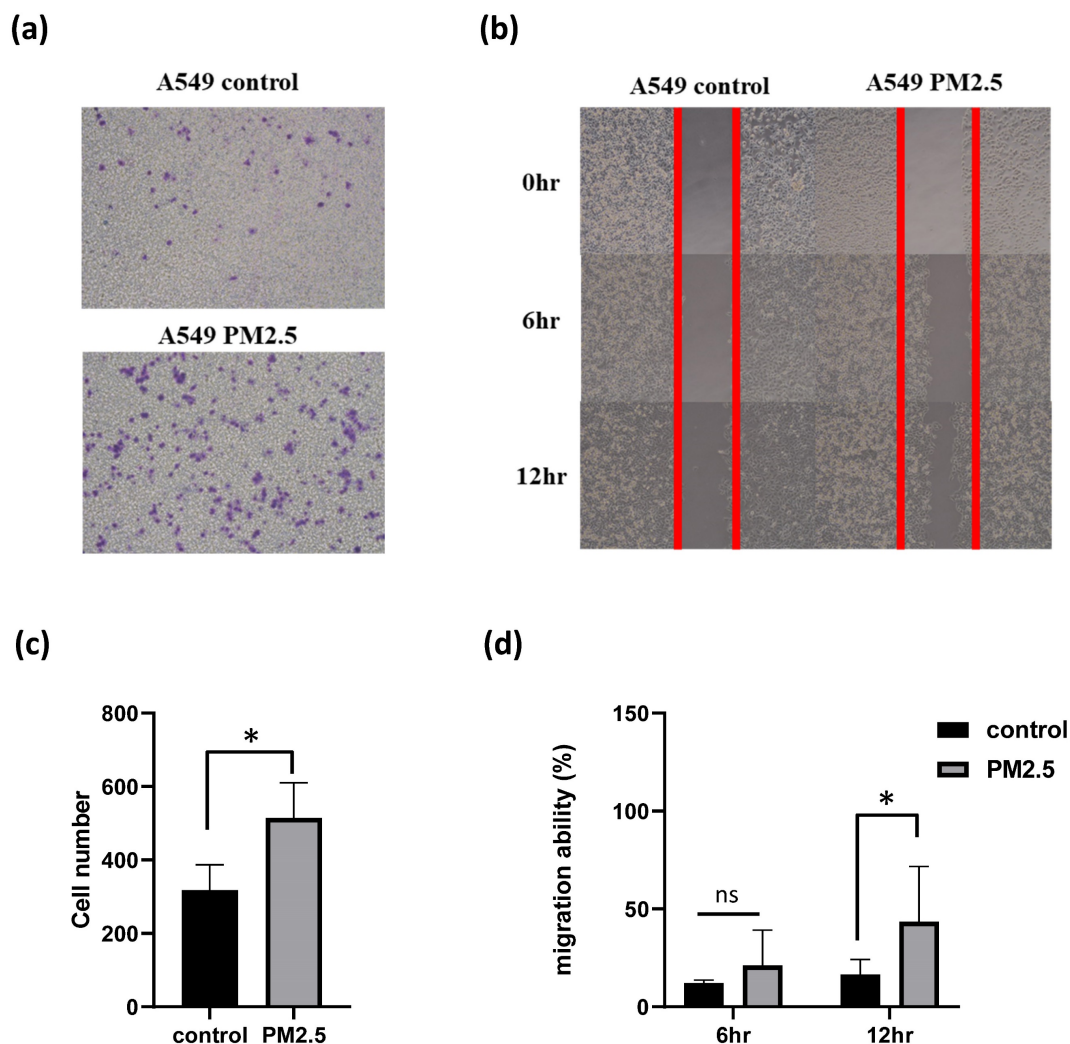 (a)
A549 control
A549 PM2.5
(b)
A549 control
A549 PM2.5
0hr
6hr
12hr
(c)
Cell number
800
600
400
200
0
*
control
PM2.5
(d)
migration ability (%)
150
100
50
0
ns
*
6hr
12hr
control
PM2.5